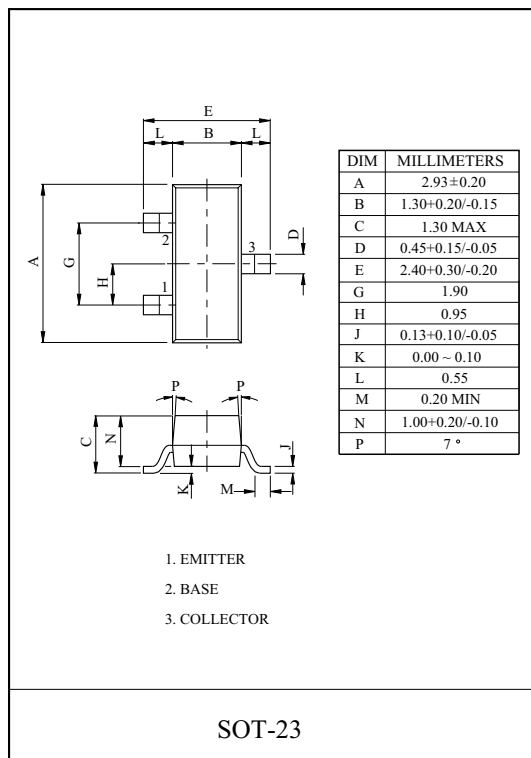 E
L B L
A
G
H
2
1
3
D
P P
C
N
K
M
J
DIM MILLIMETERS
A 2.93±0.20
B 1.30+0.20/-0.15
C 1.30 MAX
D 0.45+0.15/-0.05
E 2.40+0.30/-0.20
G 1.90
H 0.95
J 0.13+0.10/-0.05
K 0.00 ~ 0.10
L 0.55
M 0.20 MIN
N 1.00+0.20/-0.10
P 7 °
1. EMITTER
2. BASE
3. COLLECTOR
SOT-23